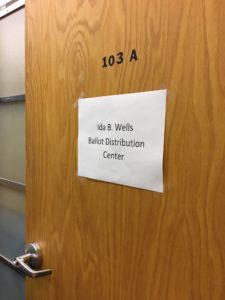 103 A
Ida B. Wells
Ballot Distribution
Center